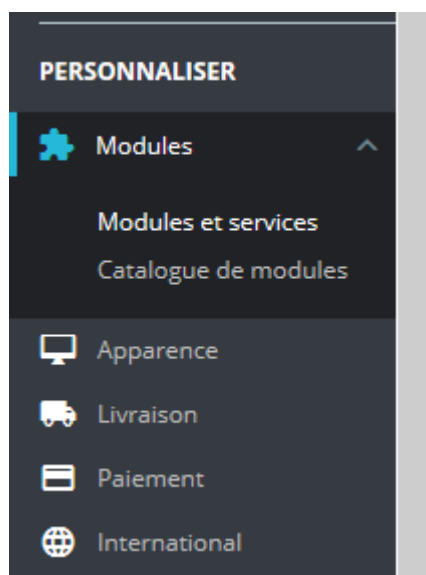 PERSONNALISER
Modules
Modules et services
Catalogue de modules
Apparence
Livraison
Paiement
International